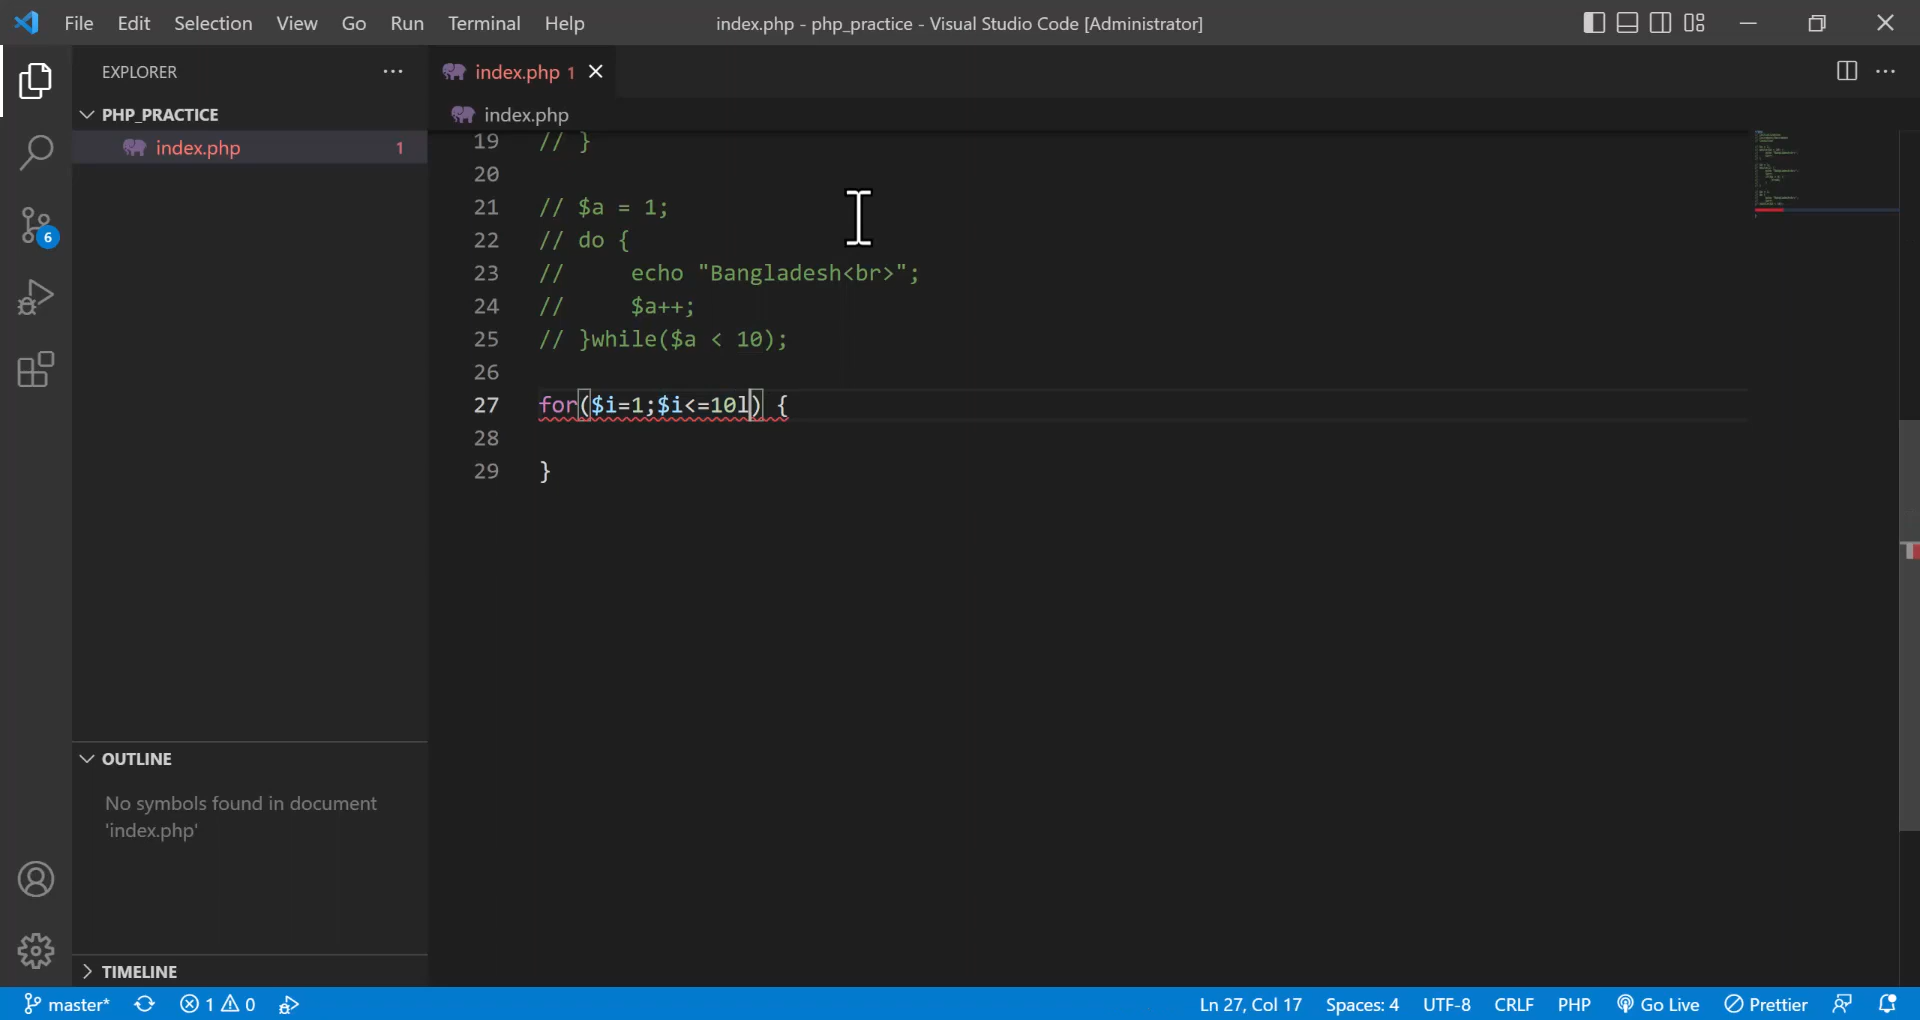 File Edit Selection View Go Run Terminal Help index.php - php_practice - Visual Studio Code [Administrator]
EXPLORER
index.php 1
PHP_PRACTICE
index.php
index.php 1
19 // }
20
21 // $a = 1;
22 // do {
23 // echo "Bangladesh<br>";
24 // $a++;
25 // }while($a < 10);
26
27 for($i=1;$i<=10l) {
28
29 }
6
OUTLINE
No symbols found in document
'index.php'
TIMELINE
master* 1 0 Ln 27, Col 17 Spaces: 4 UTF-8 CRLF PHP Go Live Prettier